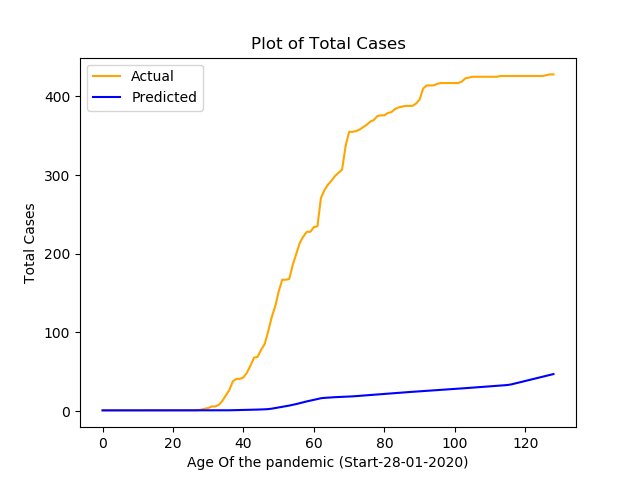 Plot of Total Cases
Actual
Predicted
400
300
200
100
0
Total Cases
0 20 40 60 80 100 120
Age Of the pandemic (Start-28-01-2020)